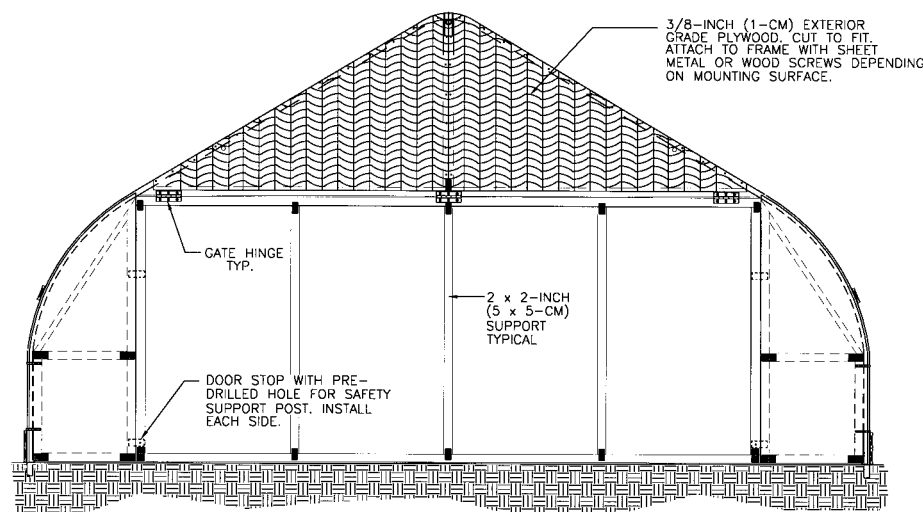 3/8-INCH (1-CM) EXTERIOR
GRADE PLYWOOD. CUT TO FIT.
ATTACH TO FRAME WITH SHEET
METAL OR WOOD SCREWS DEPENDING
ON MOUNTING SURFACE.
GATE HINGE
TYP.
2 x 2-INCH
(5 x 5-CM)
SUPPORT
TYPICAL
DOOR STOP WITH PRE-
DRILLED HOLE FOR SAFETY
SUPPORT POST. INSTALL
EACH SIDE.